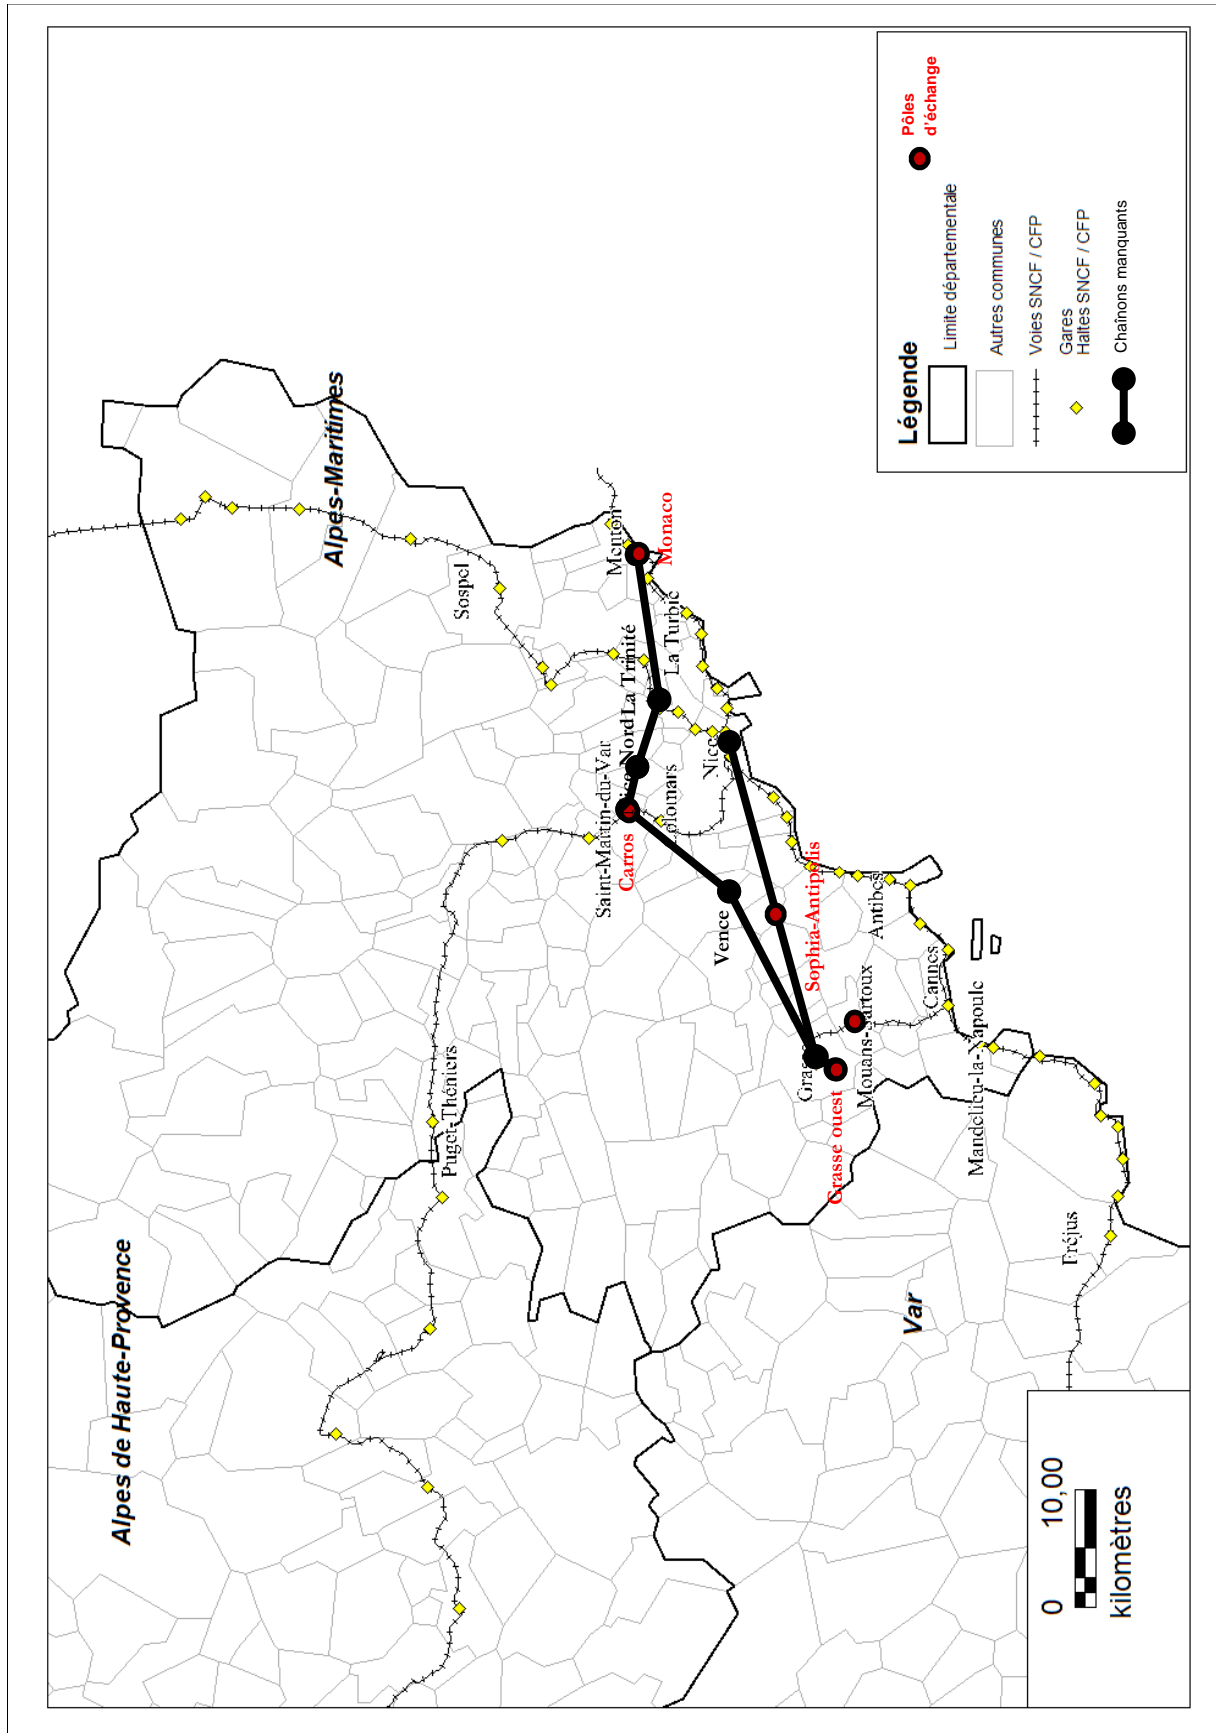 Alpes de Haute-Provence
Alpes-Maritimes
Sospel
Puget-Théniers
Saint-Martin-du-Var
Carros
Nord
La Trinité
Menton
Monaco
La Turbie
Colomars
Nice
Vence
Sophia-Antipolis
Antibes
Grasse
Grasse ouest
Mouans-Sartoux
Cannes
Mandelieu-la-Napoule
Var
Fréjus
Légende
Limite départementale
Autres communes
Voies SNCF / CFP
Gares
Haltes SNCF / CFP
Chaînons manquants
Pôles
d'échange
0 10,00
kilomètres